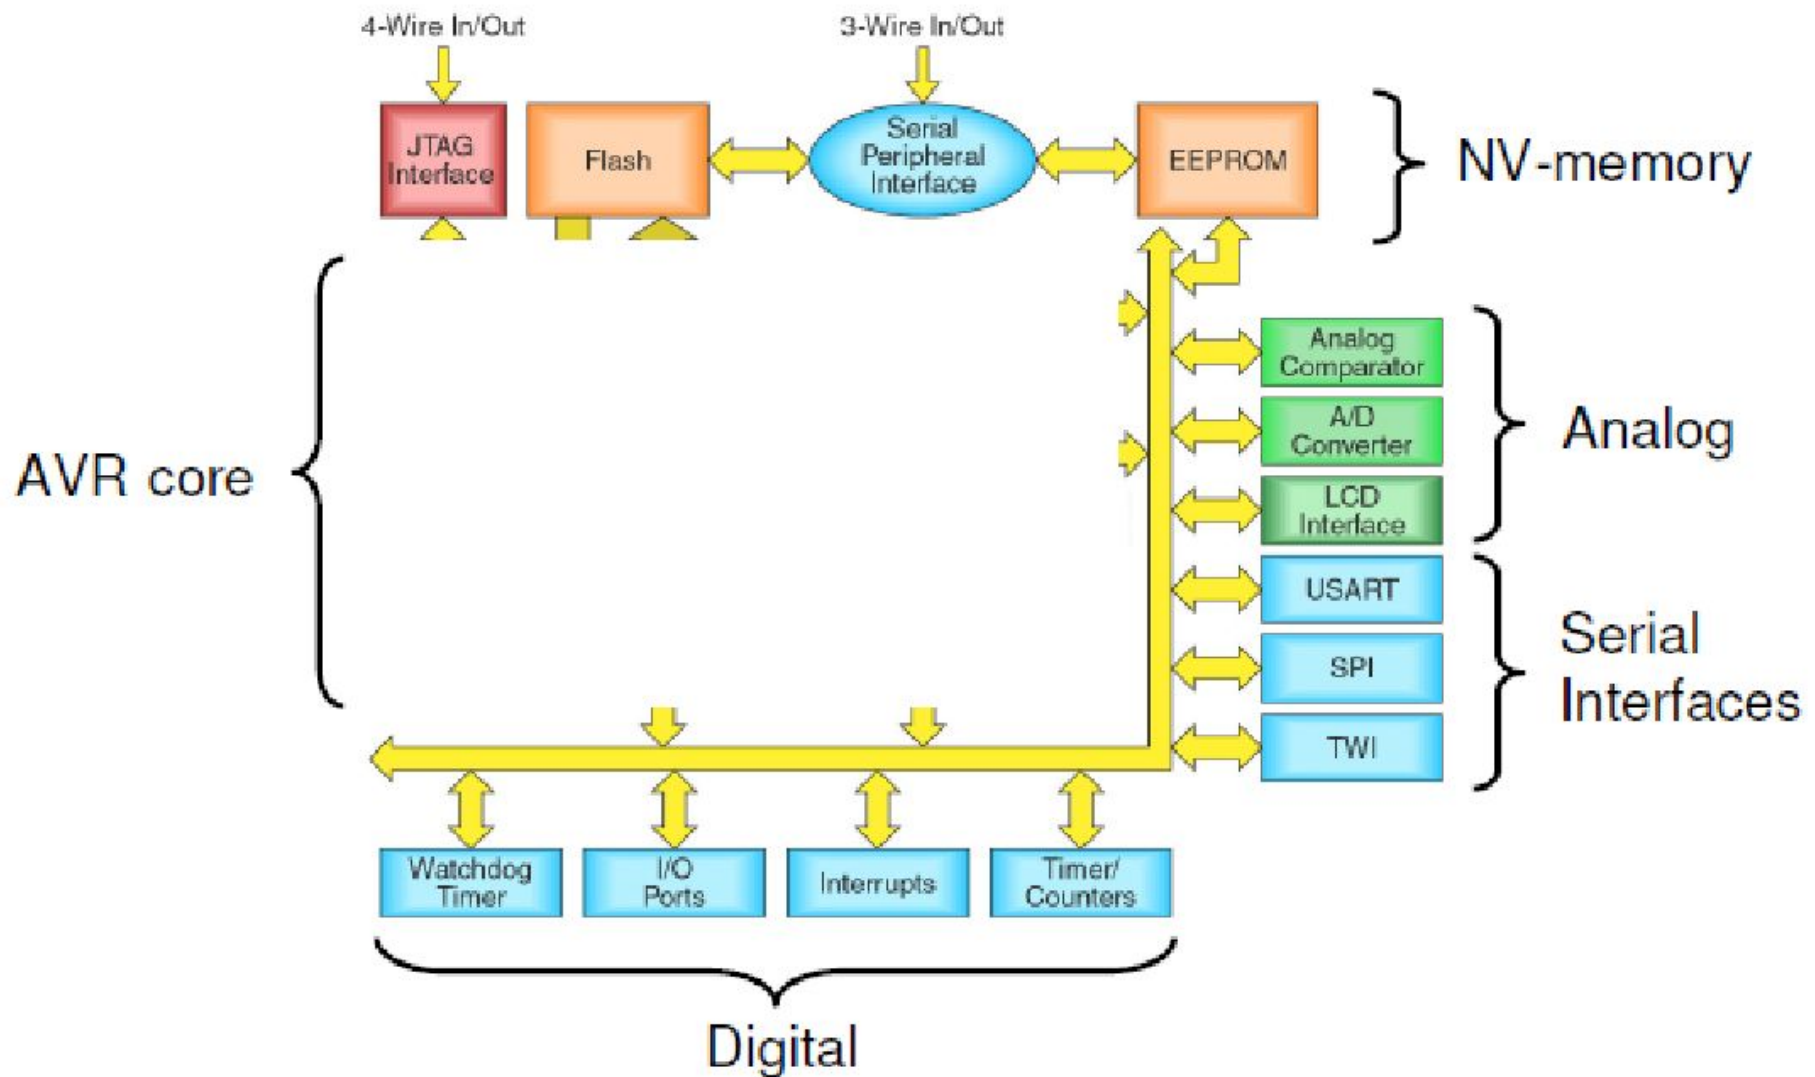 4-Wire In/Out
3-Wire In/Out
JTAG
Interface
Flash
Serial
Peripheral
Interface
EEPROM
NV-memory
AVR core
Analog
Comparator
A/D
Converter
LCD
Interface
Analog
USART
SPI
TWI
Serial
Interfaces
Watchdog
Timer
I/O
Ports
Interrupts
Timer/
Counters
Digital